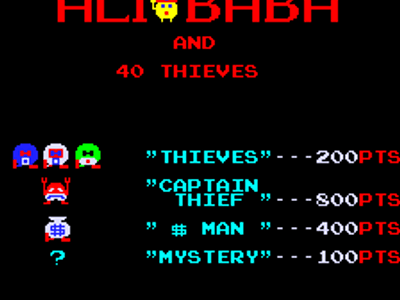 ALI BABA
AND
40 THIEVES
"THIEVES"---200PTS
"CAPTAIN
THIEF "---800PTS
" $ MAN "---400PTS
? "MYSTERY"---100PTS